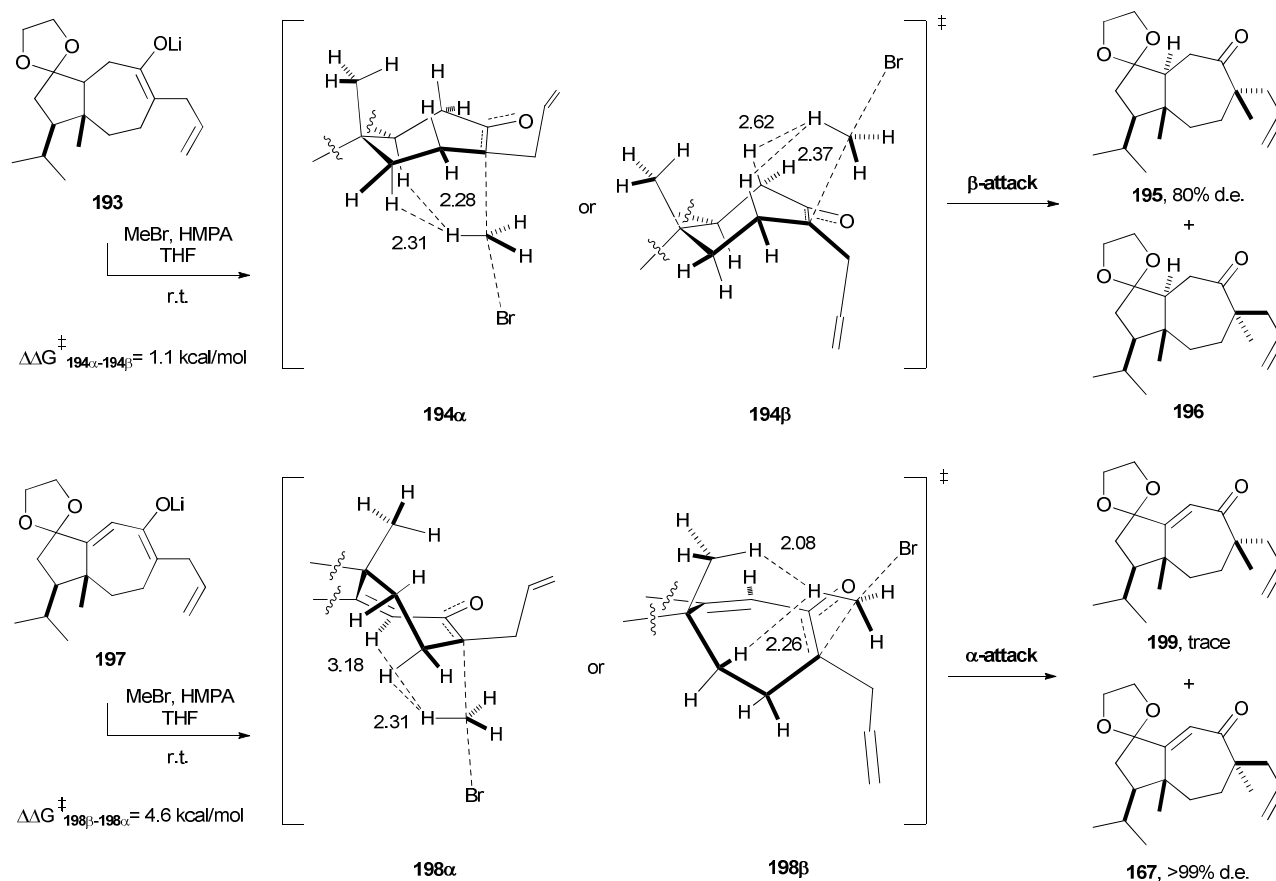 O
O
OLi
193
MeBr, HMPA
THF
r.t.
ΔΔG‡194α-194β= 1.1 kcal/mol
H
H
H
H
H
H
O
H
H
H
H
2.28
2.31
H
H
H
Br
194α
or
Br
2.62
H
H
H
2.37
H
H
H
H
H
H
O
H
H
H
H
194β
‡
β-attack
O
O
H
O
195, 80% d.e.
+
O
O
H
O
196
O
O
OLi
197
MeBr, HMPA
THF
r.t.
ΔΔG‡198β-198α= 4.6 kcal/mol
H
H
H
H
H
O
H
H
H
H
3.18
2.31
H
H
H
Br
198α
or
H
H
H
2.08
Br
H
O
H
H
H
2.26
H
H
H
198β
‡
α-attack
O
O
O
199, trace
+
O
O
O
167, >99% d.e.